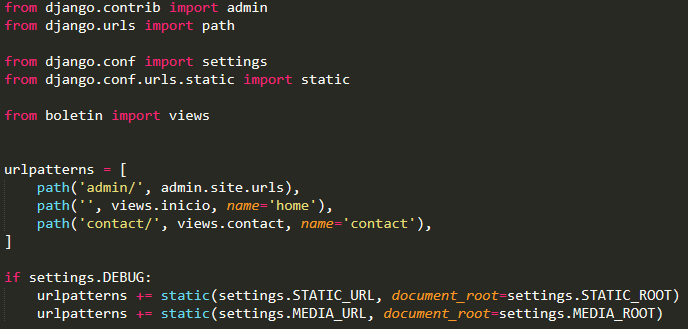 from django.contrib import admin
from django.urls import path
from django.conf import settings
from django.conf.urls.static import static
from boletin import views
urlpatterns = [
    path('admin/', admin.site.urls),
    path('', views.inicio, name='home'),
    path('contact/', views.contact, name='contact'),
]
if settings.DEBUG:
    urlpatterns += static(settings.STATIC_URL, document_root=settings.STATIC_ROOT)
    urlpatterns += static(settings.MEDIA_URL, document_root=settings.MEDIA_ROOT)